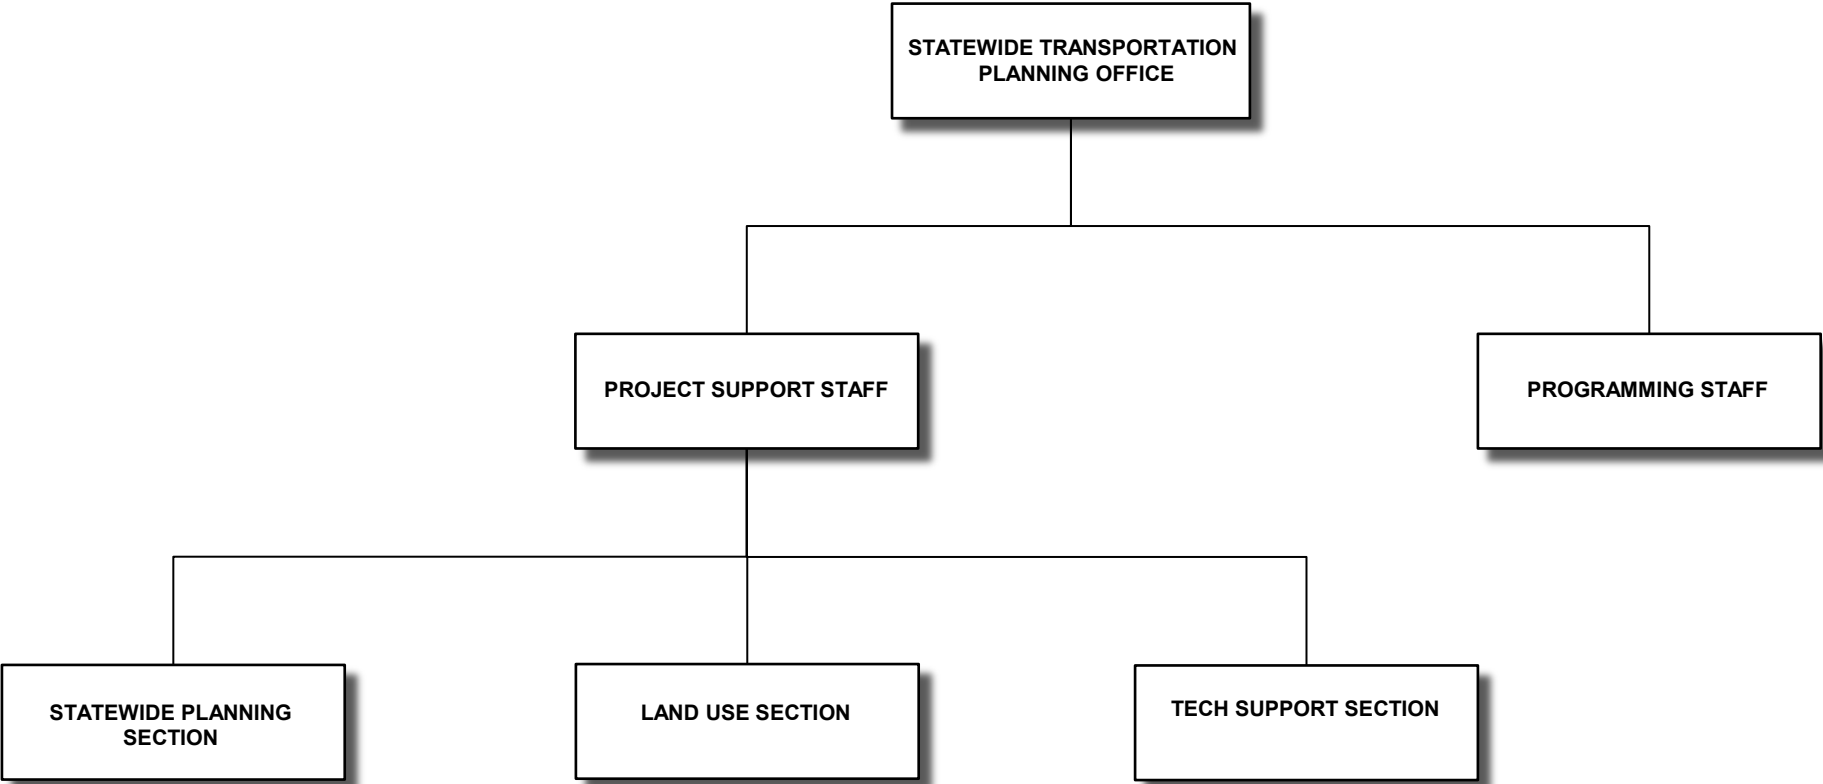 STATEWIDE TRANSPORTATION
PLANNING OFFICE
PROJECT SUPPORT STAFF
PROGRAMMING STAFF
STATEWIDE PLANNING
SECTION
LAND USE SECTION
TECH SUPPORT SECTION